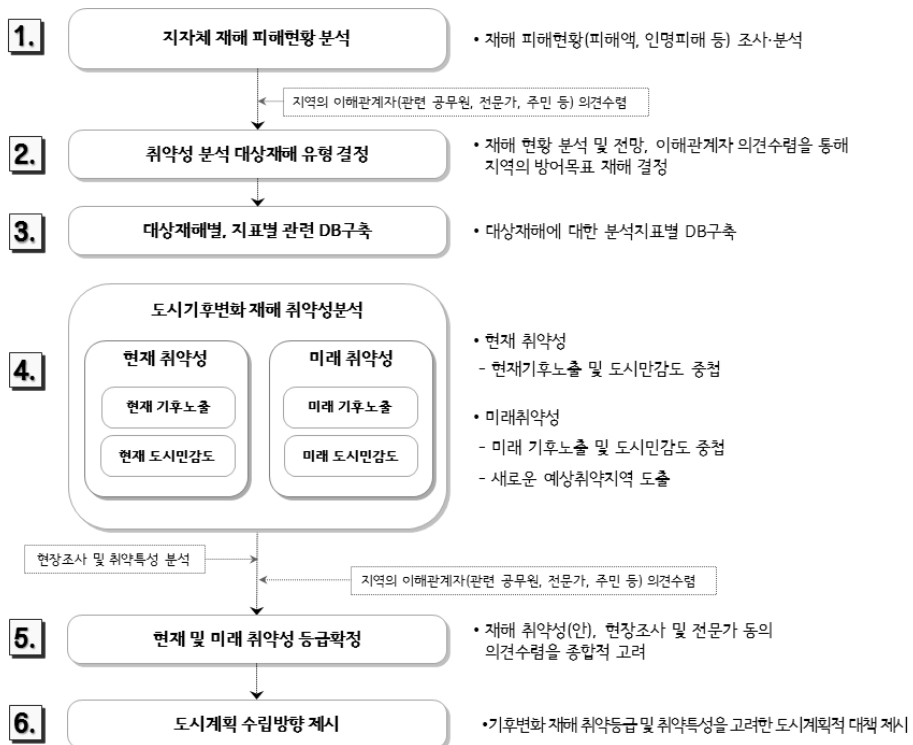 1.
지자체 재해 피해현황 분석
• 재해 피해현황(피해액, 인명피해 등) 조사·분석
지역의 이해관계자(관련 공무원, 전문가, 주민 등) 의견수렴
2.
취약성 분석 대상재해 유형 결정
• 재해 현황 분석 및 전망, 이해관계자 의견수렴을 통해
지역의 방어목표 재해 결정
3.
대상재해별, 지표별 관련 DB구축
• 대상재해에 대한 분석지표별 DB구축
4.
도시기후변화 재해 취약성분석
현재 취약성
현재 기후노출
현재 도시민감도
미래 취약성
미래 기후노출
미래 도시민감도
• 현재 취약성
- 현재기후노출 및 도시만감도 중첩
• 미래취약성
- 미래 기후노출 및 도시민감도 중첩
- 새로운 예상취약지역 도출
현장조사 및 취약특성 분석
지역의 이해관계자(관련 공무원, 전문가, 주민 등) 의견수렴
5.
현재 및 미래 취약성 등급확정
• 재해 취약성(안), 현장조사 및 전문가 동의
의견수렴을 종합적 고려
6.
도시계획 수립방향 제시
•기후변화 재해 취약등급 및 취약특성을 고려한 도시계획적 대책 제시